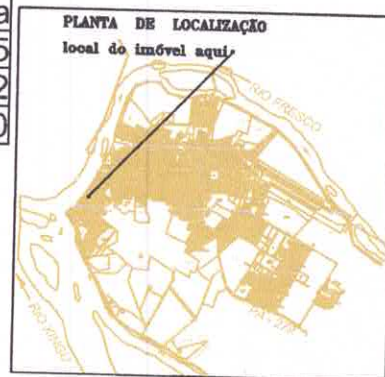 PLANTA DE LOCALIZAÇÃO
local do imóvel aqui.
RIO FRESCO
RIO XINGU
PA - 279